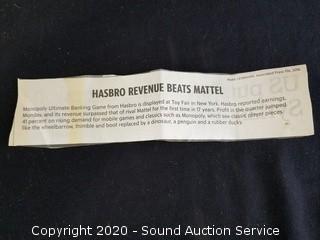 HASBRO REVENUE BEATS MATTEL
Monopoly Ultimate Banking Game from Hasbro is displayed at Toy Fair in New York. Hasbro reported earnings,
Monday, and its revenue surpassed that of rival Mattel for the first time in 17 years. Profit in the quarter jumped
41 percent on rising demand for mobile games and classics such as Monopoly, which saw classic player pieces
like the wheelbarrow, thimble and boot replaced by a dinosaur, a penguin and a rubber ducky.
Copyright 2020 - Sound Auction Service